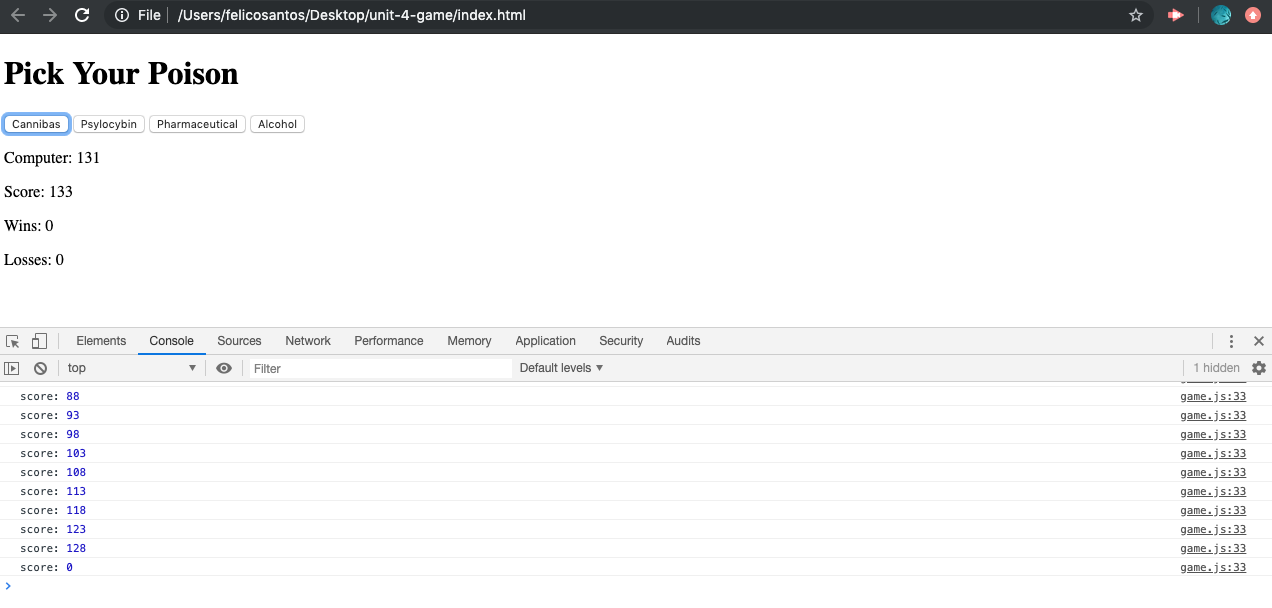 File /Users/felicosantos/Desktop/unit-4-game/index.html
Pick Your Poison
Cannibas Psylocybin Pharmaceutical Alcohol
Computer: 131
Score: 133
Wins: 0
Losses: 0
Elements Console Sources Network Performance Memory Application Security Audits
top Filter Default levels 1 hidden
score: 88 game.js:33
score: 93 game.js:33
score: 98 game.js:33
score: 103 game.js:33
score: 108 game.js:33
score: 113 game.js:33
score: 118 game.js:33
score: 123 game.js:33
score: 128 game.js:33
score: 0 game.js:33